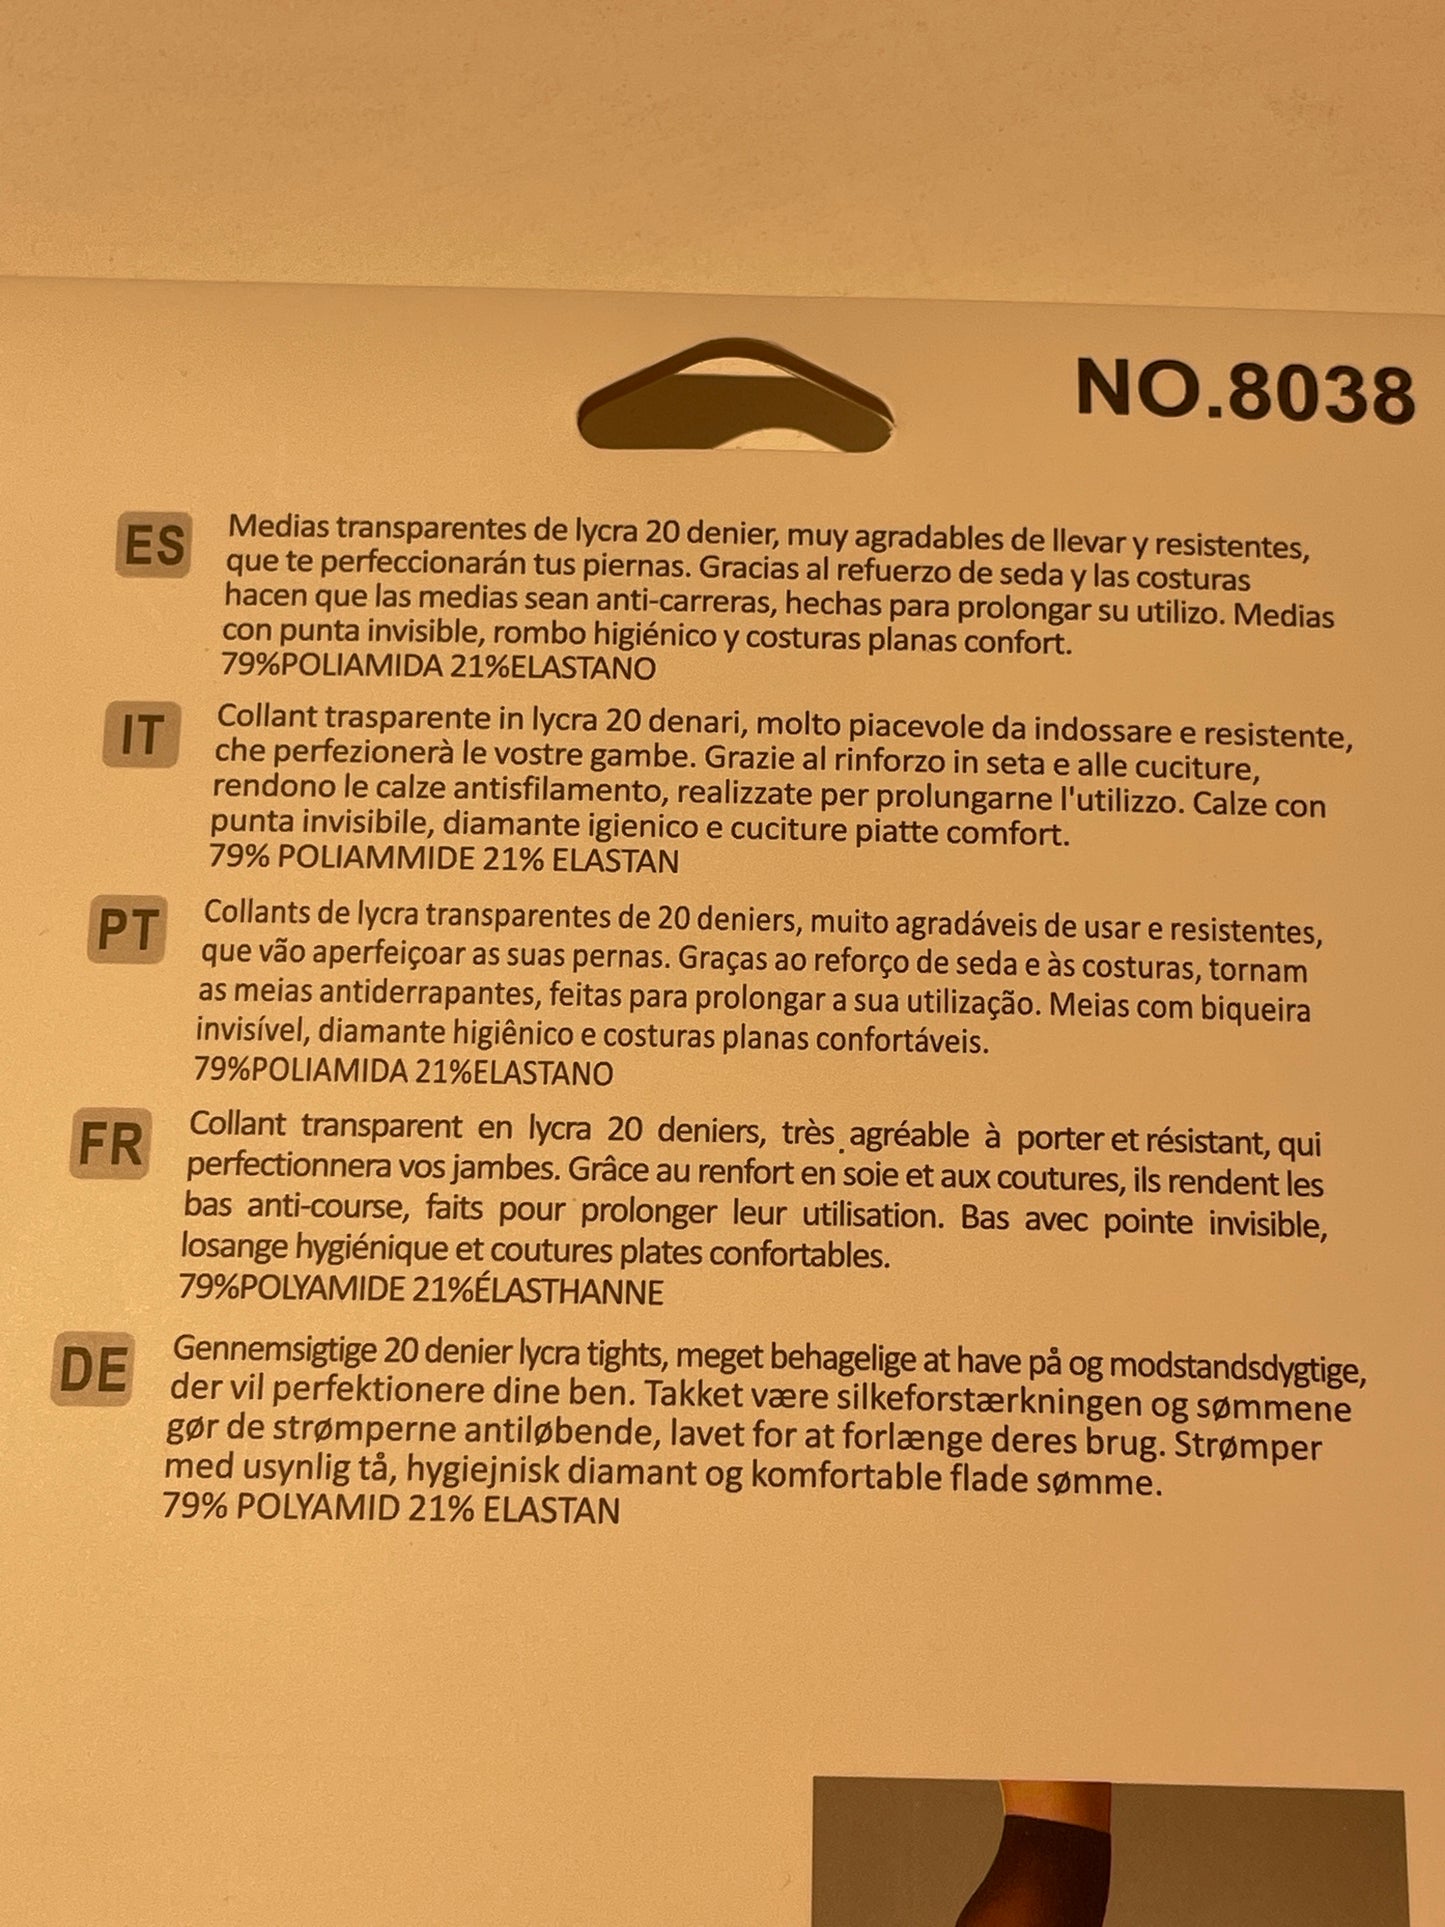 NO.8038
ES
Medias transparentes de lycra 20 denier, muy agradables de llevar y resistentes,
que te perfeccionarán tus piernas. Gracias al refuerzo de seda y las costuras
hacen que las medias sean anti-carreras, hechas para prolongar su utilizo. Medias
con punta invisible, rombo higiénico y costuras planas confort.
79%POLIAMIDA 21%ELASTANO
IT
Collant trasparente in lycra 20 denari, molto piacevole da indossare e resistente,
che perfezionerà le vostre gambe. Grazie al rinforzo in seta e alle cuciture,
rendono le calze antisfilamento, realizzate per prolungarne l'utilizzo. Calze con
punta invisibile, diamante igienico e cuciture piatte comfort.
79% POLIAMMIDE 21% ELASTAN
PT
Collants de lycra transparentes de 20 deniers, muito agradáveis de usar e resistentes,
que vão aperfeiçoar as suas pernas. Graças ao reforço de seda e às costuras, tornam
as meias antiderrapantes, feitas para prolongar a sua utilização. Meias com biqueira
invisível, diamante higiênico e costuras planas confortáveis.
79%POLIAMIDA 21%ELASTANO
FR
Collant transparent en lycra 20 deniers, très agréable à porter et résistant, qui
perfectionnera vos jambes. Grâce au renfort en soie et aux coutures, ils rendent les
bas anti-course, faits pour prolonger leur utilisation. Bas avec pointe invisible,
losange hygiénique et coutures plates confortables.
79%POLYAMIDE 21%ÉLASTHANNE
DE
Gennemsigtige 20 denier lycra tights, meget behagelige at have på og modstandsdygtige,
der vil perfektionere dine ben. Takket være silkeforstærkningen og sømmene
gør de strømperne antiløbende, lavet for at forlænge deres brug. Strømper
med usynlig tå, hygiejnisk diamant og komfortable flade sømme.
79% POLYAMID 21% ELASTAN